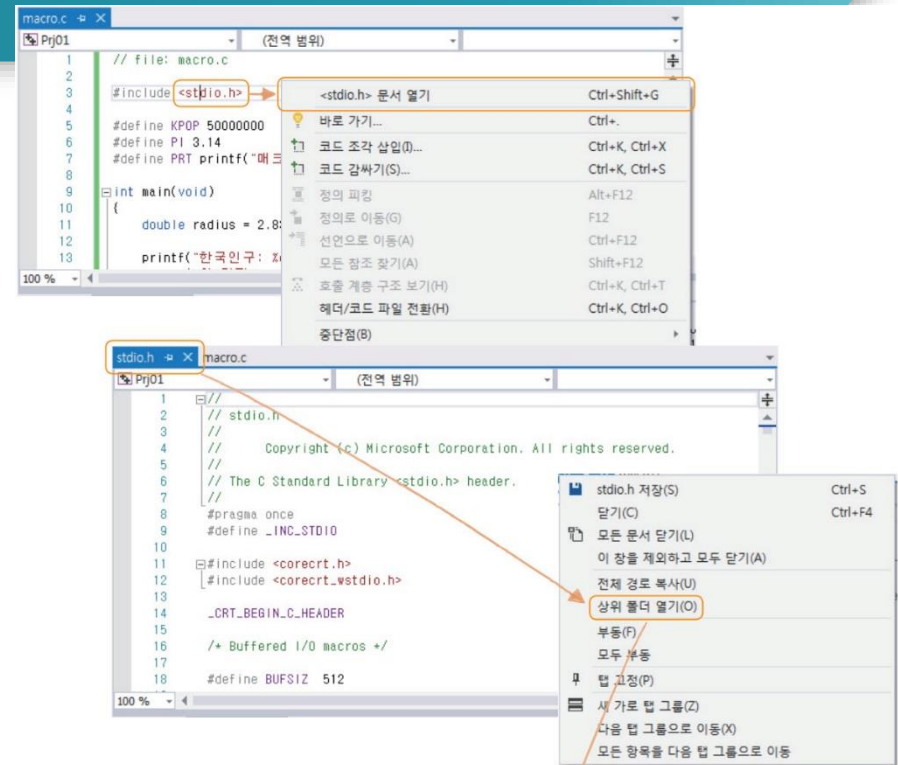 macro.c
Prj01 (전역 범위)
1 // file: macro.c
2
3 #include <stdio.h>
4
5 #define KPOP 50000000
6 #define PI 3.14
7 #define PRT printf("매크
8
9 int main(void)
10 {
11 double radius = 2.8
12
13 printf("한국인구: %
100 %
<stdio.h> 문서 열기 Ctrl+Shift+G
바로 가기... Ctrl+.
코드 조각 삽입(I)... Ctrl+K, Ctrl+X
코드 감싸기(S)... Ctrl+K, Ctrl+S
정의 피킹 Alt+F12
정의로 이동(G) F12
선언으로 이동(A) Ctrl+F12
모든 참조 찾기(A) Shift+F12
호출 계층 구조 보기(H) Ctrl+K, Ctrl+T
헤더/코드 파일 전환(H) Ctrl+K, Ctrl+O
중단점(B)
stdio.h macro.c
Prj01 (전역 범위)
1 //
2 // stdio.h
3 //
4 // Copyright (c) Microsoft Corporation. All rights reserved.
5 //
6 // The C Standard Library <stdio.h> header.
7 //
8 #pragma once
9 #define _INC_STDIO
10
11 #include <corecrt.h>
12 #include <corecrt_wstdio.h>
13
14 _CRT_BEGIN_C_HEADER
15
16 /* Buffered I/O macros */
17
18 #define BUFSIZ 512
100 %
stdio.h 저장(S) Ctrl+S
닫기(C) Ctrl+F4
모든 문서 닫기(L)
이 창을 제외하고 모두 닫기(A)
전체 경로 복사(U)
상위 폴더 열기(O)
부동(F)
모두 부동
탭 고정(P)
새 가로 탭 그룹(Z)
다음 탭 그룹으로 이동(X)
모든 항목을 다음 탭 그룹으로 이동